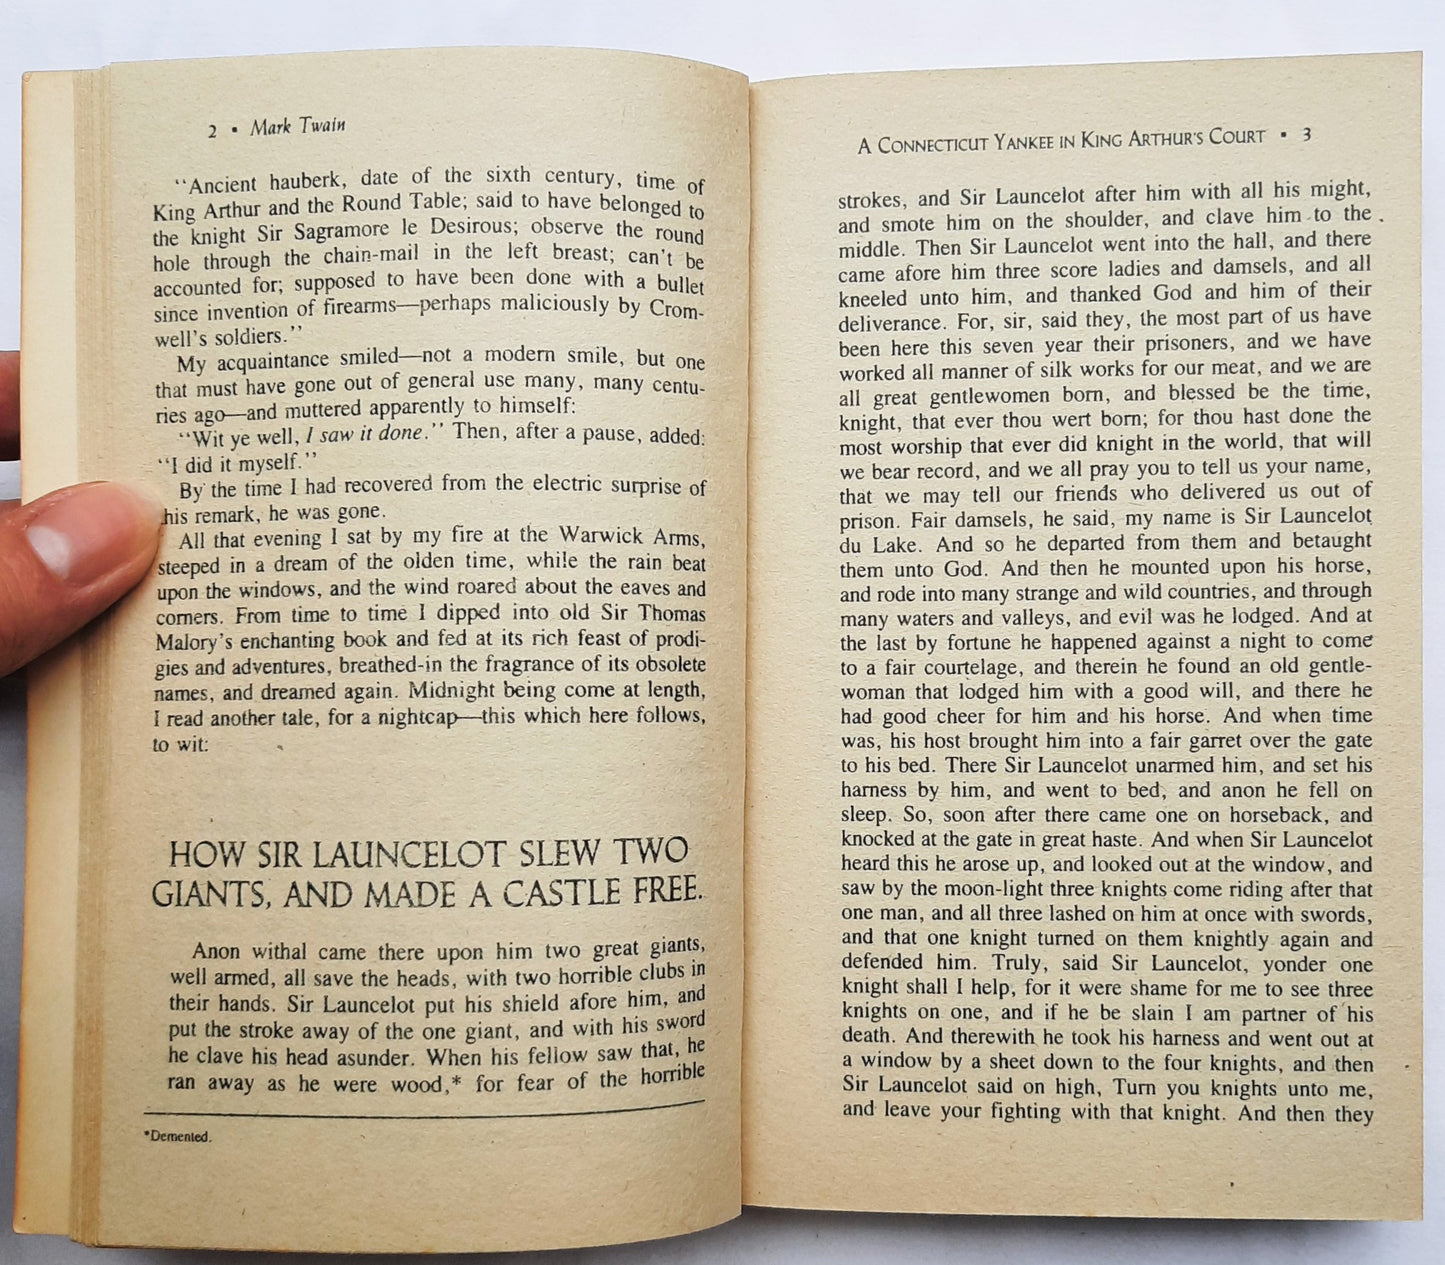 2 ▪ Mark Twain
“Ancient hauberk, date of the sixth century, time of
King Arthur and the Round Table; said to have belonged to
the knight Sir Sagramore le Desirous; observe the round
hole through the chain-mail in the left breast; can’t be
accounted for; supposed to have been done with a bullet
since invention of firearms—perhaps maliciously by Crom-
well’s soldiers.”
My acquaintance smiled—not a modern smile, but one
that must have gone out of general use many, many centu-
ries ago—and muttered apparently to himself:
“Wit ye well, I saw it done.” Then, after a pause, added:
“I did it myself.”
By the time I had recovered from the electric surprise of
this remark, he was gone.
All that evening I sat by my fire at the Warwick Arms,
steeped in a dream of the olden time, while the rain beat
upon the windows, and the wind roared about the eaves and
corners. From time to time I dipped into old Sir Thomas
Malory’s enchanting book and fed at its rich feast of prodi-
gies and adventures, breathed-in the fragrance of its obsolete
names, and dreamed again. Midnight being come at length,
I read another tale, for a nightcap—this which here follows,
to wit:
HOW SIR LAUNCELOT SLEW TWO
GIANTS, AND MADE A CASTLE FREE.
Anon withal came there upon him two great giants,
well armed, all save the heads, with two horrible clubs in
their hands. Sir Launcelot put his shield afore him, and
put the stroke away of the one giant, and with his sword
he clave his head asunder. When his fellow saw that, he
ran away as he were wood,* for fear of the horrible
*Demented.
A CONNECTICUT YANKEE IN KING ARTHUR’S COURT ▪ 3
strokes, and Sir Launcelot after him with all his might,
and smote him on the shoulder, and clave him to the
middle. Then Sir Launcelot went into the hall, and there
came afore him three score ladies and damsels, and all
kneeled unto him, and thanked God and him of their
deliverance. For, sir, said they, the most part of us have
been here this seven year their prisoners, and we have
worked all manner of silk works for our meat, and we are
all great gentlewomen born, and blessed be the time,
knight, that ever thou wert born; for thou hast done the
most worship that ever did knight in the world, that will
we bear record, and we all pray you to tell us your name,
that we may tell our friends who delivered us out of
prison. Fair damsels, he said, my name is Sir Launcelot
du Lake. And so he departed from them and betaught
them unto God. And then he mounted upon his horse,
and rode into many strange and wild countries, and through
many waters and valleys, and evil was he lodged. And at
the last by fortune he happened against a night to come
to a fair courtelage, and therein he found an old gentle-
woman that lodged him with a good will, and there he
had good cheer for him and his horse. And when time
was, his host brought him into a fair garret over the gate
to his bed. There Sir Launcelot unarmed him, and set his
harness by him, and went to bed, and anon he fell on
sleep. So, soon after there came one on horseback, and
knocked at the gate in great haste. And when Sir Launcelot
heard this he arose up, and looked out at the window, and
saw by the moon-light three knights come riding after that
one man, and all three lashed on him at once with swords,
and that one knight turned on them knightly again and
defended him. Truly, said Sir Launcelot, yonder one
knight shall I help, for it were shame for me to see three
knights on one, and if he be slain I am partner of his
death. And therewith he took his harness and went out at
a window by a sheet down to the four knights, and then
Sir Launcelot said on high, Turn you knights unto me,
and leave your fighting with that knight. And then they